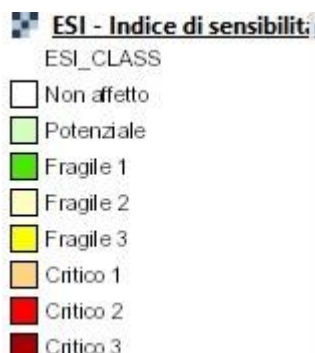 ESI - Indice di sensibilità
ESI_CLASS
Non affetto
Potenziale
Fragile 1
Fragile 2
Fragile 3
Critico 1
Critico 2
Critico 3